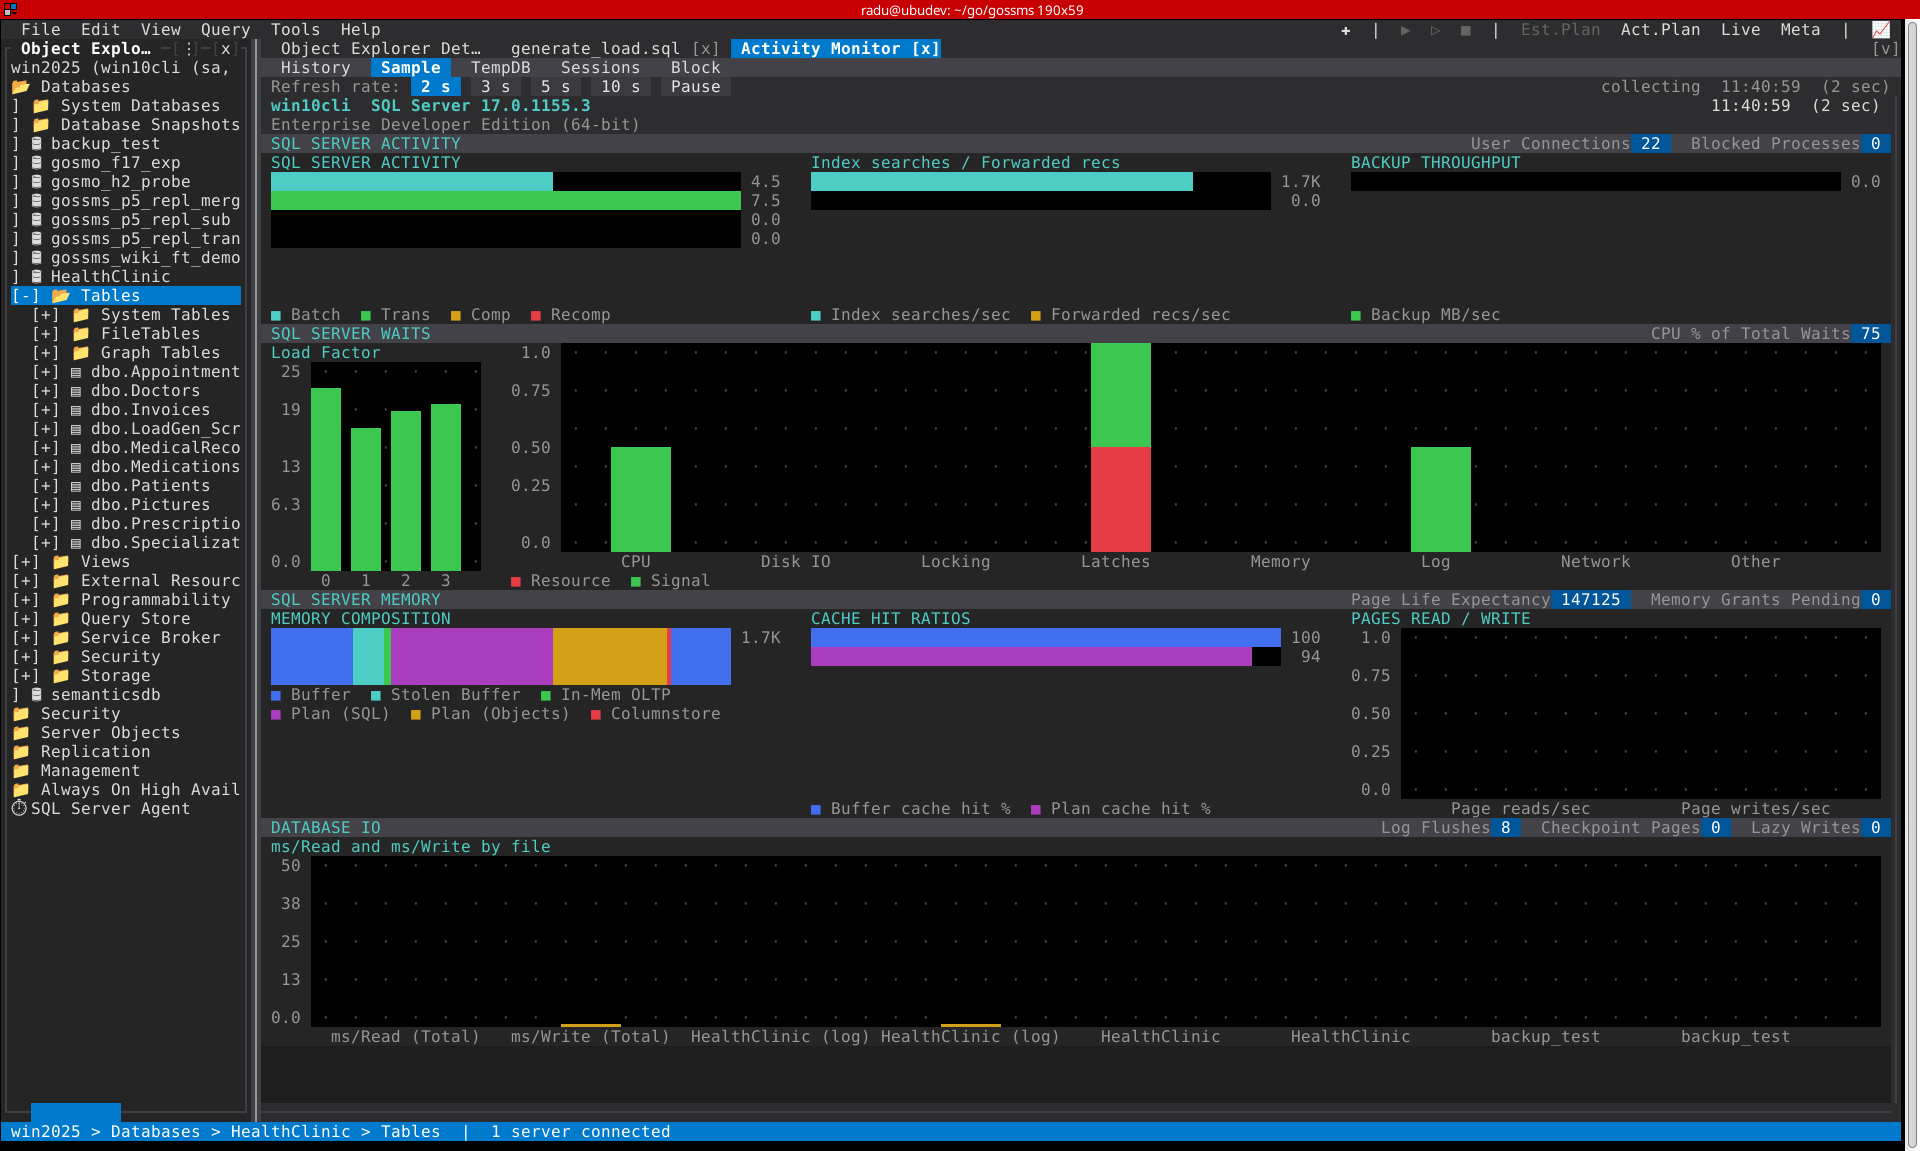 radu@ubudev: ~/go/gossms 190x59
File Edit View Query Tools Help + | | Est.Plan Act.Plan Live Meta |
Object Explo… [x]
Object Explorer Det… generate_load.sql [x] Activity Monitor [x] [v]
win2025 (win10cli (sa,
Databases
] System Databases
] Database Snapshots
] backup_test
] gosmo_f17_exp
] gosmo_h2_probe
] gossms_p5_repl_merg
] gossms_p5_repl_sub
] gossms_p5_repl_tran
] gossms_wiki_ft_demo
] HealthClinic
[-] Tables
[+] System Tables
[+] FileTables
[+] Graph Tables
[+] dbo.Appointment
[+] dbo.Doctors
[+] dbo.Invoices
[+] dbo.LoadGen_Scr
[+] dbo.MedicalReco
[+] dbo.Medications
[+] dbo.Patients
[+] dbo.Pictures
[+] dbo.Prescriptio
[+] dbo.Specializat
[+] Views
[+] External Resourc
[+] Programmability
[+] Query Store
[+] Service Broker
[+] Security
[+] Storage
] semanticsdb
Security
Server Objects
Replication
Management
Always On High Avail
SQL Server Agent
History Sample TempDB Sessions Block
Refresh rate: 2 s 3 s 5 s 10 s Pause collecting 11:40:59 (2 sec)
win10cli SQL Server 17.0.1155.3 11:40:59 (2 sec)
Enterprise Developer Edition (64-bit)
SQL SERVER ACTIVITY User Connections 22 Blocked Processes 0
SQL SERVER ACTIVITY
4.5
7.5
0.0
0.0
Batch Trans Comp Recomp
Index searches / Forwarded recs
1.7K
0.0
Index searches/sec Forwarded recs/sec
BACKUP THROUGHPUT
0.0
Backup MB/sec
SQL SERVER WAITS CPU % of Total Waits 75
Load Factor
25
19
13
6.3
0.0
0 1 2 3
1.0
0.75
0.50
0.25
0.0
CPU Disk IO Locking Latches Memory Log Network Other
Resource Signal
SQL SERVER MEMORY Page Life Expectancy 147125 Memory Grants Pending 0
MEMORY COMPOSITION
1.7K
Buffer Stolen Buffer In-Mem OLTP
Plan (SQL) Plan (Objects) Columnstore
CACHE HIT RATIOS
100
94
Buffer cache hit % Plan cache hit %
PAGES READ / WRITE
1.0
0.75
0.50
0.25
0.0
Page reads/sec Page writes/sec
DATABASE IO Log Flushes 8 Checkpoint Pages 0 Lazy Writes 0
ms/Read and ms/Write by file
50
38
25
13
0.0
ms/Read (Total) ms/Write (Total) HealthClinic (log) HealthClinic (log) HealthClinic HealthClinic backup_test backup_test
win2025 > Databases > HealthClinic > Tables | 1 server connected